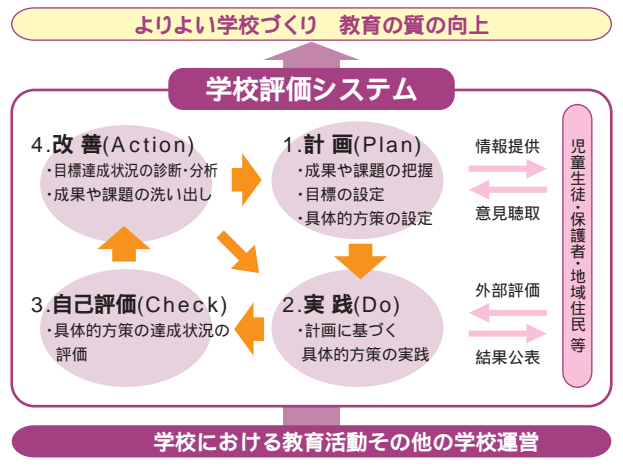 よりよい学校づくり 教育の質の向上
学校評価システム
4.改 善(Action)
・目標達成状況の診断・分析
・成果や課題の洗い出し
1.計 画(Plan)
・成果や課題の把握
・目標の設定
・具体的方策の設定
情報提供
意見聴取
3.自己評価(Check)
・具体的方策の達成状況の
評価
2.実 践(Do)
・計画に基づく
具体的方策の実践
外部評価
結果公表
児童生徒・保護者・地域住民 等
学校における教育活動その他の学校運営